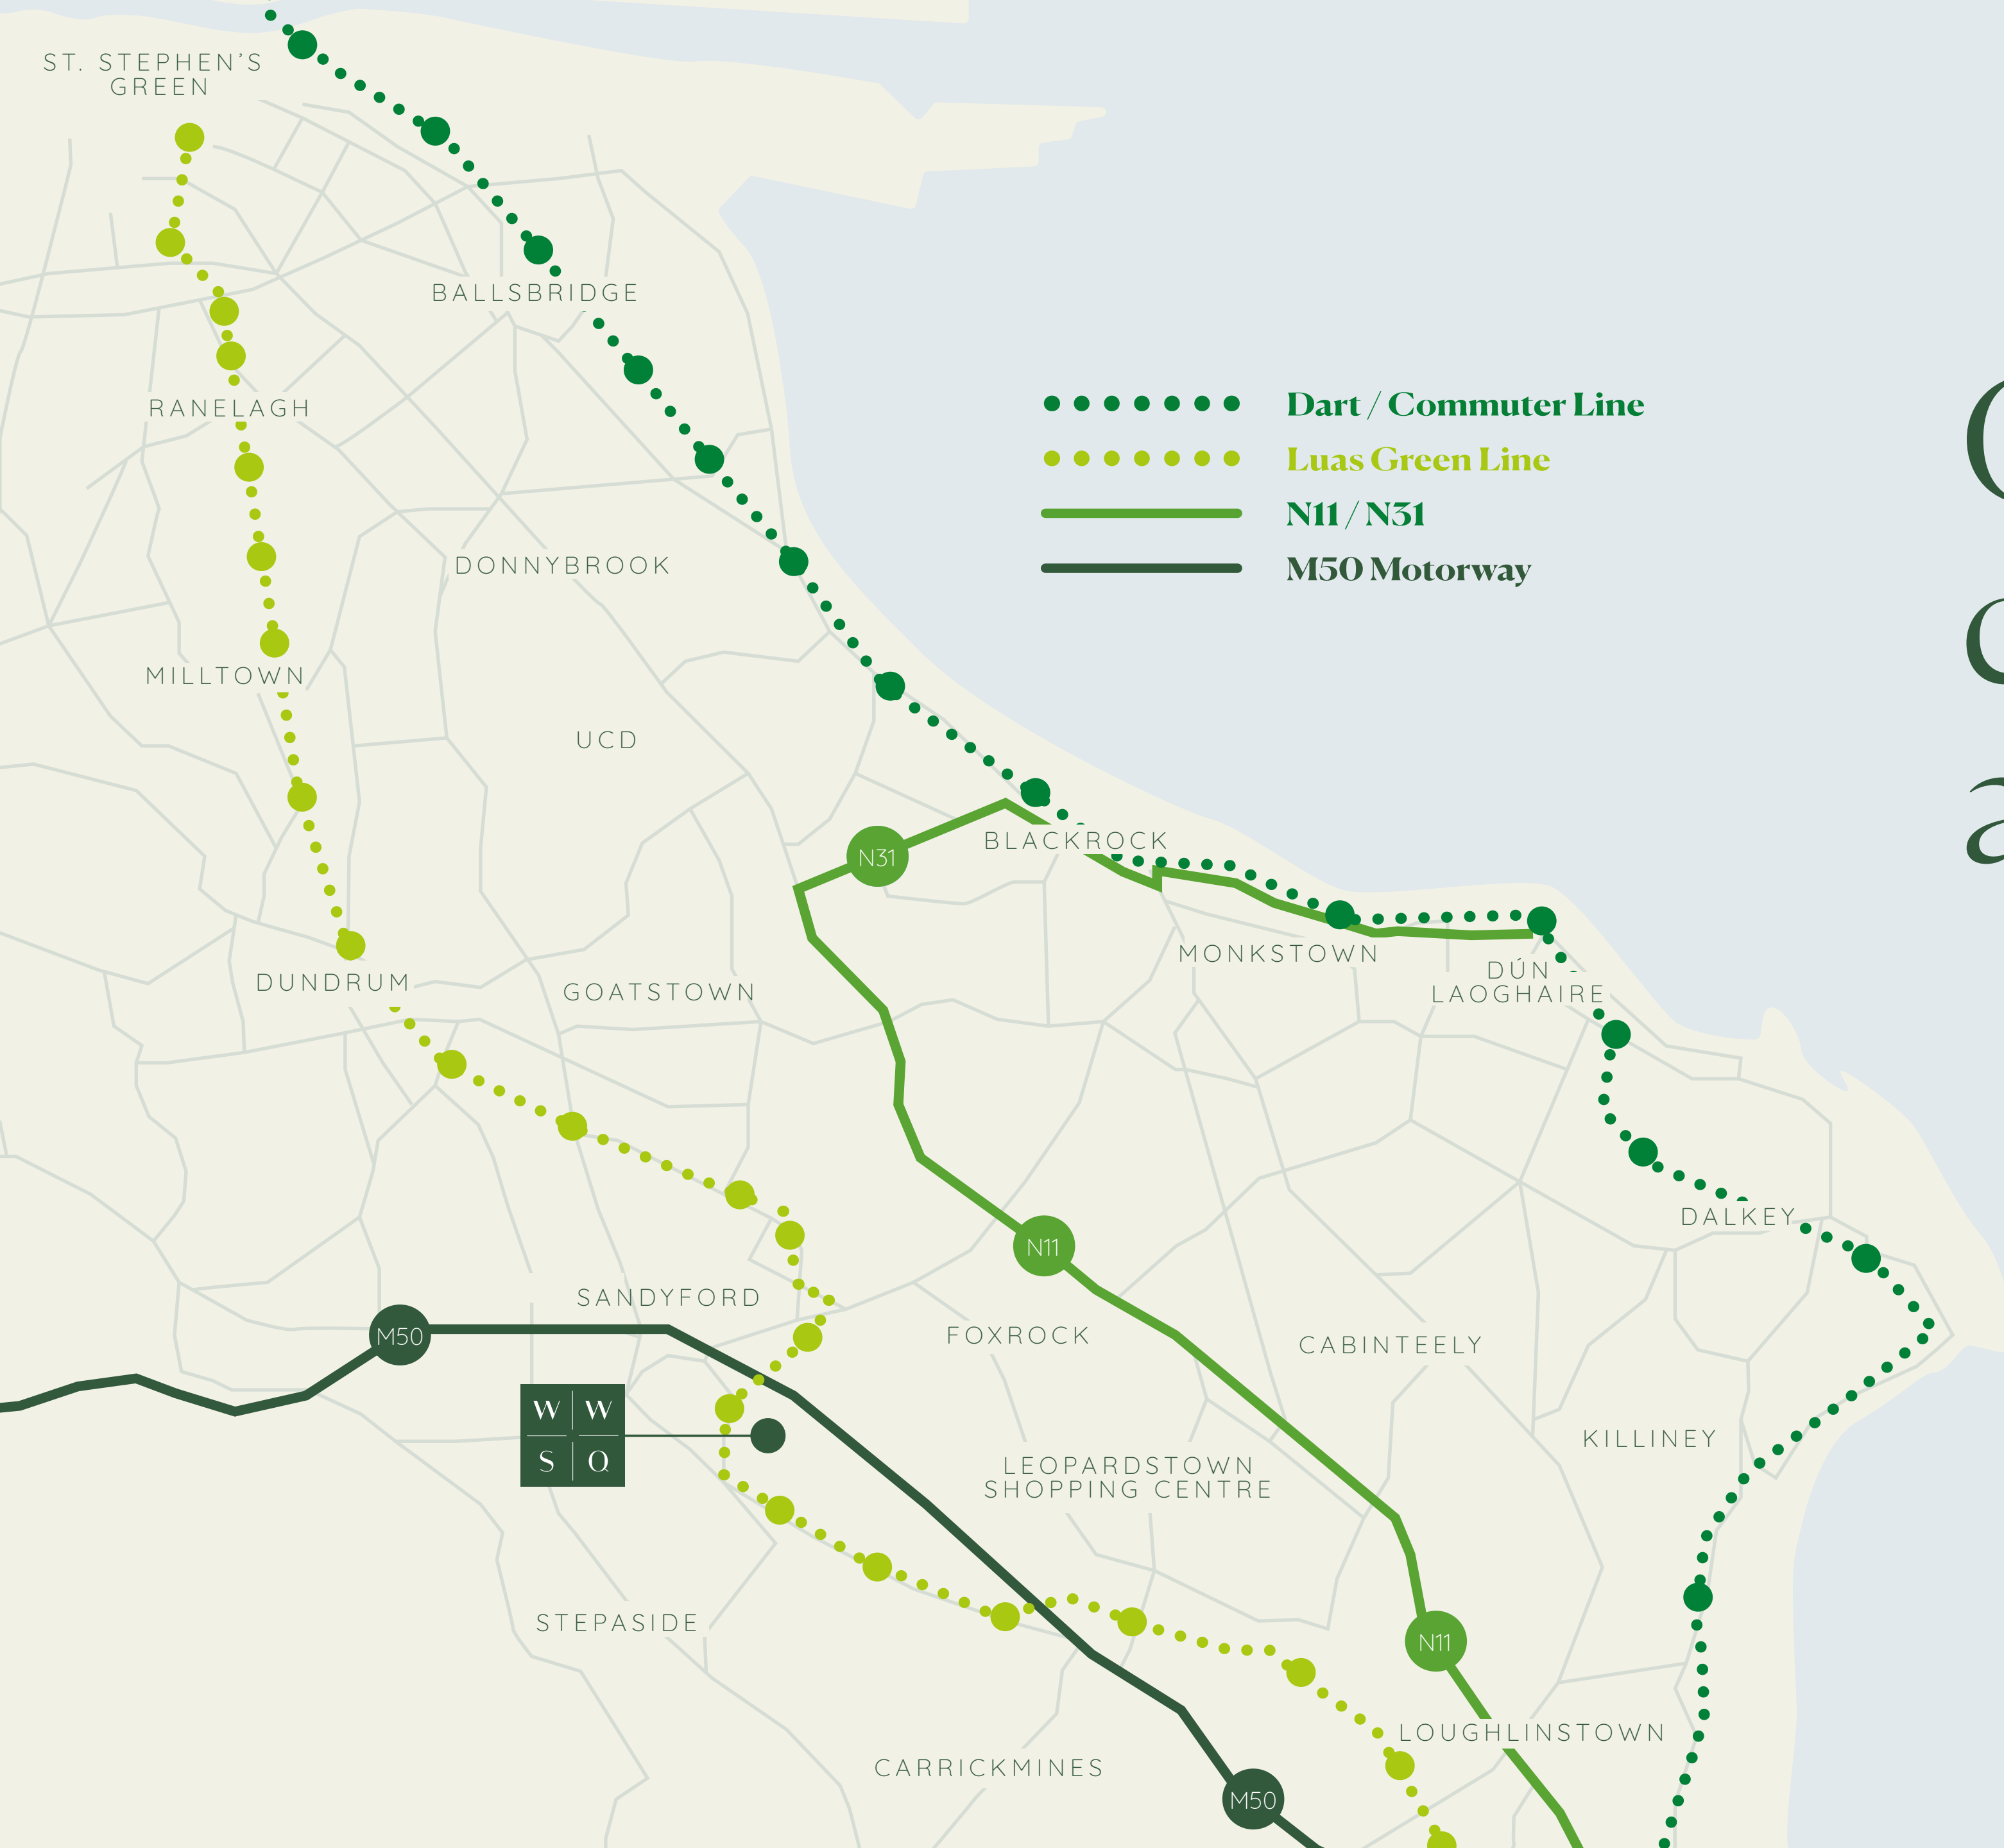 ST. STEPHEN'S
GREEN
BALLSBRIDGE
RANELAGH
Dart / Commuter Line
Luas Green Line
N11 / N31
M50 Motorway
DONNYBROOK
MILLTOWN
UCD
N31
BLACKROCK
MONKSTOWN
DÚN
LAOGHAIRE
DUNDRUM
GOATSTOWN
DALKEY
N11
SANDYFORD
M50
FOXROCK
CABINTEELY
W W
S Q
KILLINEY
LEOPARDSTOWN
SHOPPING CENTRE
STEPASIDE
N11
LOUGHLINSTOWN
CARRICKMINES
M50